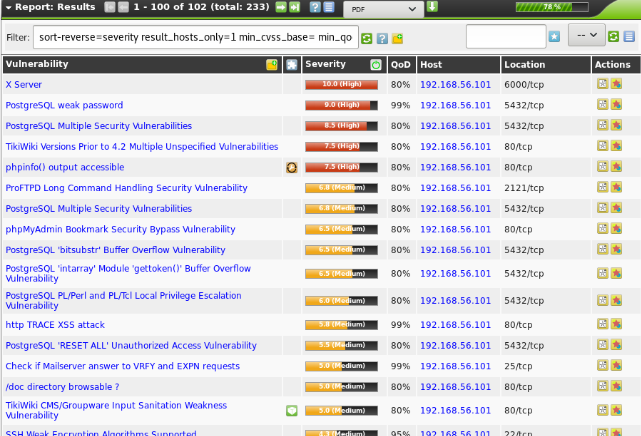 Report: Results 1 - 100 of 102 (total: 233) PDF 78 %
Filter: sort-reverse=severity result_hosts_only=1 min_cvss_base= min_qo --
Vulnerability Severity QoD Host Location Actions
X Server 10.0 (High) 80% 192.168.56.101 6000/tcp
PostgreSQL weak password 9.0 (High) 99% 192.168.56.101 5432/tcp
PostgreSQL Multiple Security Vulnerabilities 8.5 (High) 80% 192.168.56.101 5432/tcp
TikiWiki Versions Prior to 4.2 Multiple Unspecified Vulnerabilities 7.5 (High) 80% 192.168.56.101 80/tcp
phpinfo() output accessible 7.5 (High) 80% 192.168.56.101 80/tcp
ProFTPD Long Command Handling Security Vulnerability 6.8 (Medium) 80% 192.168.56.101 2121/tcp
PostgreSQL Multiple Security Vulnerabilities 6.8 (Medium) 80% 192.168.56.101 5432/tcp
phpMyAdmin Bookmark Security Bypass Vulnerability 6.5 (Medium) 80% 192.168.56.101 80/tcp
PostgreSQL 'bitsubstr' Buffer Overflow Vulnerability 6.5 (Medium) 80% 192.168.56.101 5432/tcp
PostgreSQL 'intarray' Module 'gettoken()' Buffer Overflow
Vulnerability 6.5 (Medium) 80% 192.168.56.101 5432/tcp
PostgreSQL PL/Perl and PL/Tcl Local Privilege Escalation
Vulnerability 6.0 (Medium) 80% 192.168.56.101 5432/tcp
http TRACE XSS attack 5.8 (Medium) 99% 192.168.56.101 80/tcp
PostgreSQL 'RESET ALL' Unauthorized Access Vulnerability 5.5 (Medium) 80% 192.168.56.101 5432/tcp
Check if Mailserver answer to VRFY and EXPN requests 5.0 (Medium) 99% 192.168.56.101 25/tcp
/doc directory browsable ? 5.0 (Medium) 80% 192.168.56.101 80/tcp
TikiWiki CMS/Groupware Input Sanitation Weakness
Vulnerability 5.0 (Medium) 80% 192.168.56.101 80/tcp
SSH Weak Encryption Algorithms Supported 4.3 (Medium) 95% 192.168.56.101 22/tcp